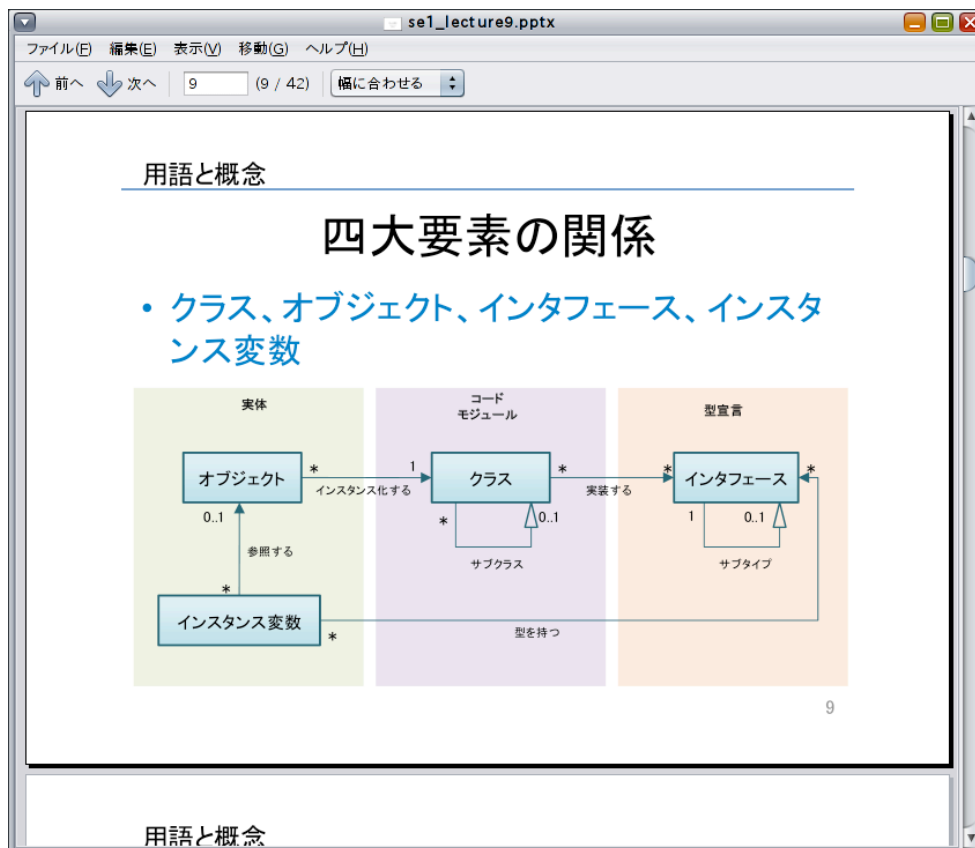 se1_lecture9.pptx
ファイル(F) 編集(E) 表示(V) 移動(G) ヘルプ(H)
前へ 次へ 9 (9 / 42) 幅に合わせる
用語と概念
四大要素の関係
• クラス、オブジェクト、インタフェース、インスタ
ンス変数
実体
コード
モジュール
型宣言
オブジェクト
*
インスタンス化する
1
クラス
*
実装する
*
インタフェース
*
0..1
参照する
*
*
0..1
サブクラス
1
0..1
サブタイプ
インスタンス変数
*
型を持つ
9
用語と概念